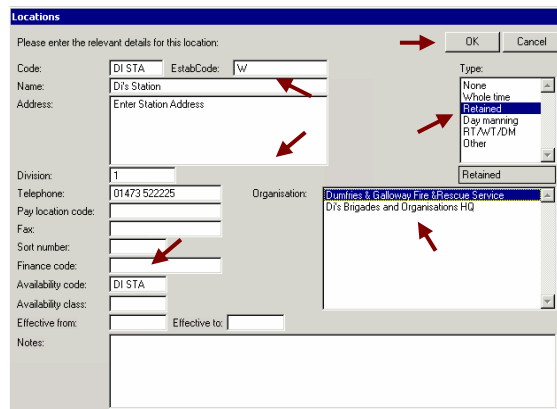 Locations
Please enter the relevant details for this location:
OK Cancel
Code: DI STA EstabCode: W
Type:
Name: Di's Station
Address: Enter Station Address
None
Whole time
Retained
Day manning
RT/WT/DM
Other
Retained
Division: 1
Telephone: 01473 522225
Organisation: Dumfries & Galloway Fire &Rescue Service
Di's Brigades and Organisations HQ
Pay location code:
Fax:
Sort number:
Finance code:
Availability code: DI STA
Availability class:
Effective from: Effective to:
Notes: